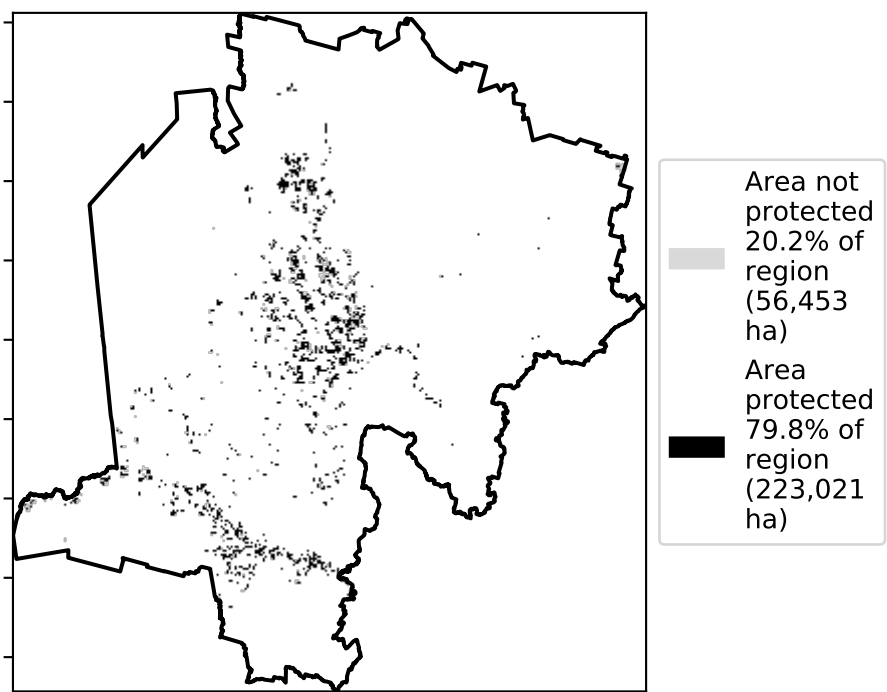 Area not
protected
20.2% of
region
(56,453
ha)
Area
protected
79.8% of
region
(223,021
ha)